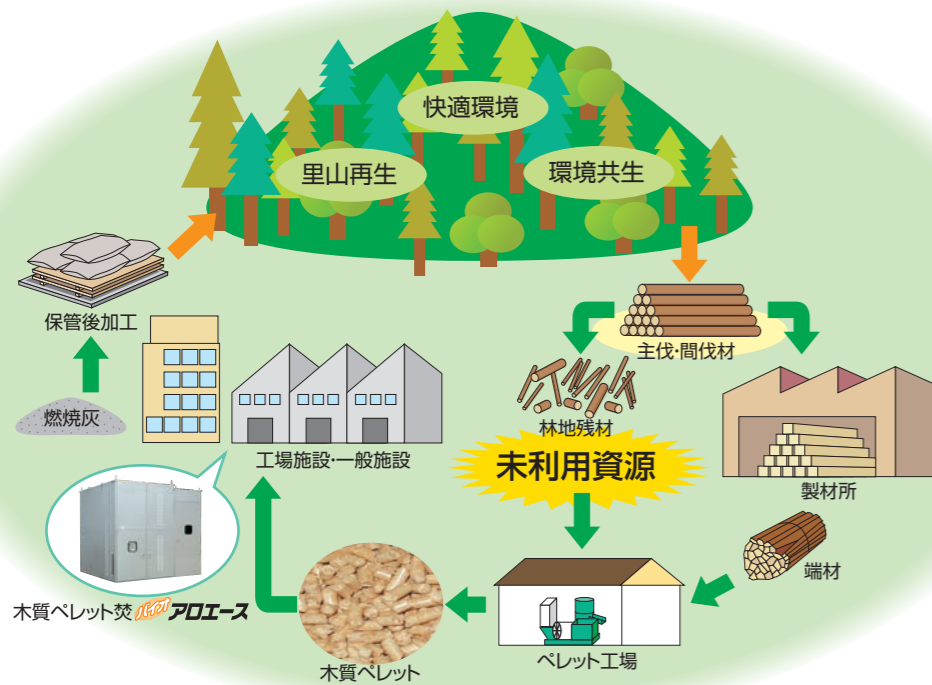 快適環境
里山再生
環境共生
保管後加工
主伐・間伐材
燃焼灰
林地残材
工場施設・一般施設
未利用資源
製材所
端材
木質ペレット焚 バイオ アロエース
ペレット工場
木質ペレット